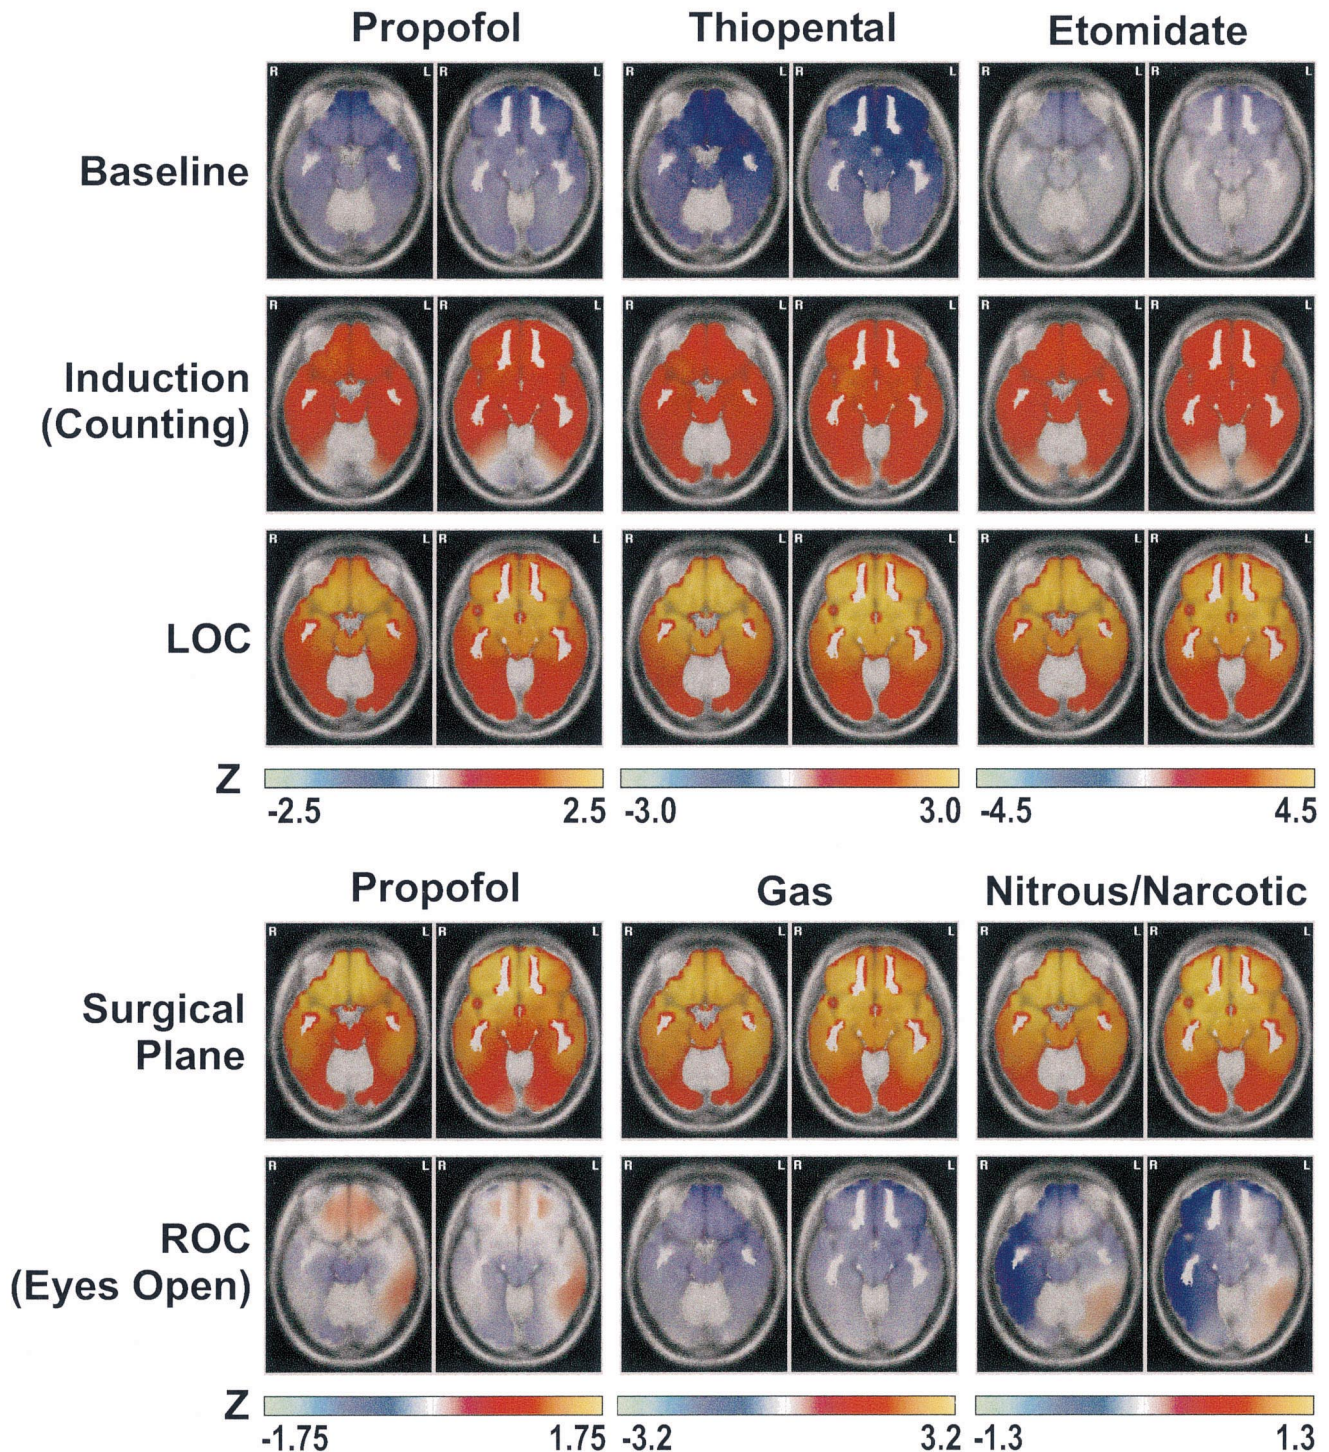 Propofol Thiopental Etomidate
Baseline
R L R L R L R L R L R L
Induction
(Counting)
R L R L R L R L R L R L
LOC
R L R L R L R L R L R L
Z
-2.5 2.5 -3.0 3.0 -4.5 4.5
Propofol Gas Nitrous/Narcotic
Surgical
Plane
R L R L R L R L R L R L
ROC
(Eyes Open)
R L R L R L R L R L R L
Z
-1.75 1.75 -3.2 3.2 -1.3 1.3